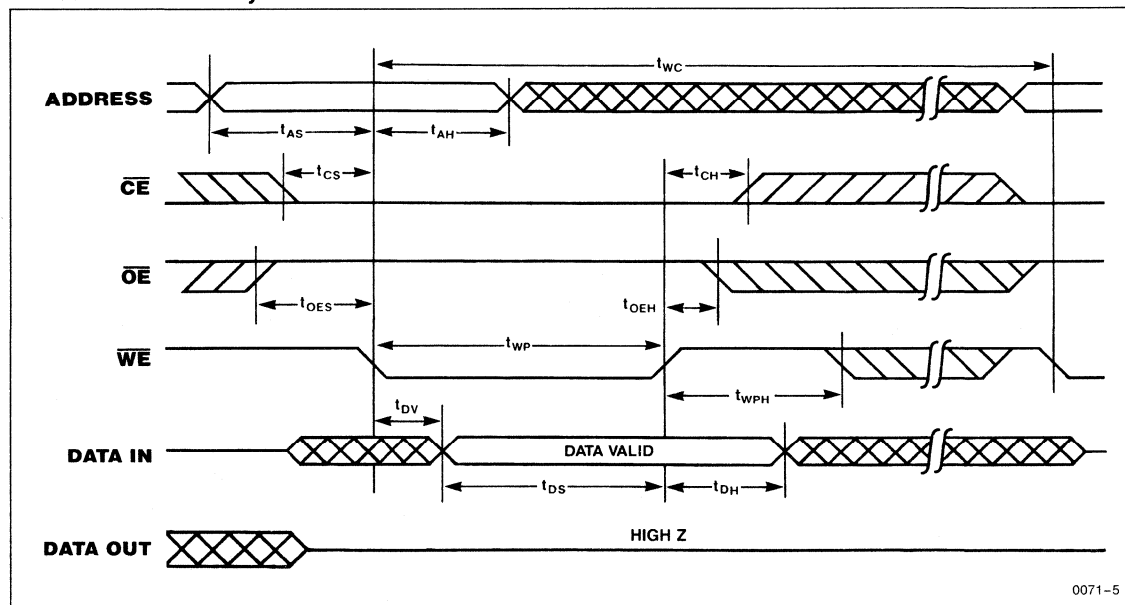 tWC
ADDRESS
tAS
tAH
CE
tCS
tCH
OE
tOES
tOEH
WE
tWP
tWPH
tDV
DATA IN
DATA VALID
tDS
tDH
DATA OUT
HIGH Z
0071-5